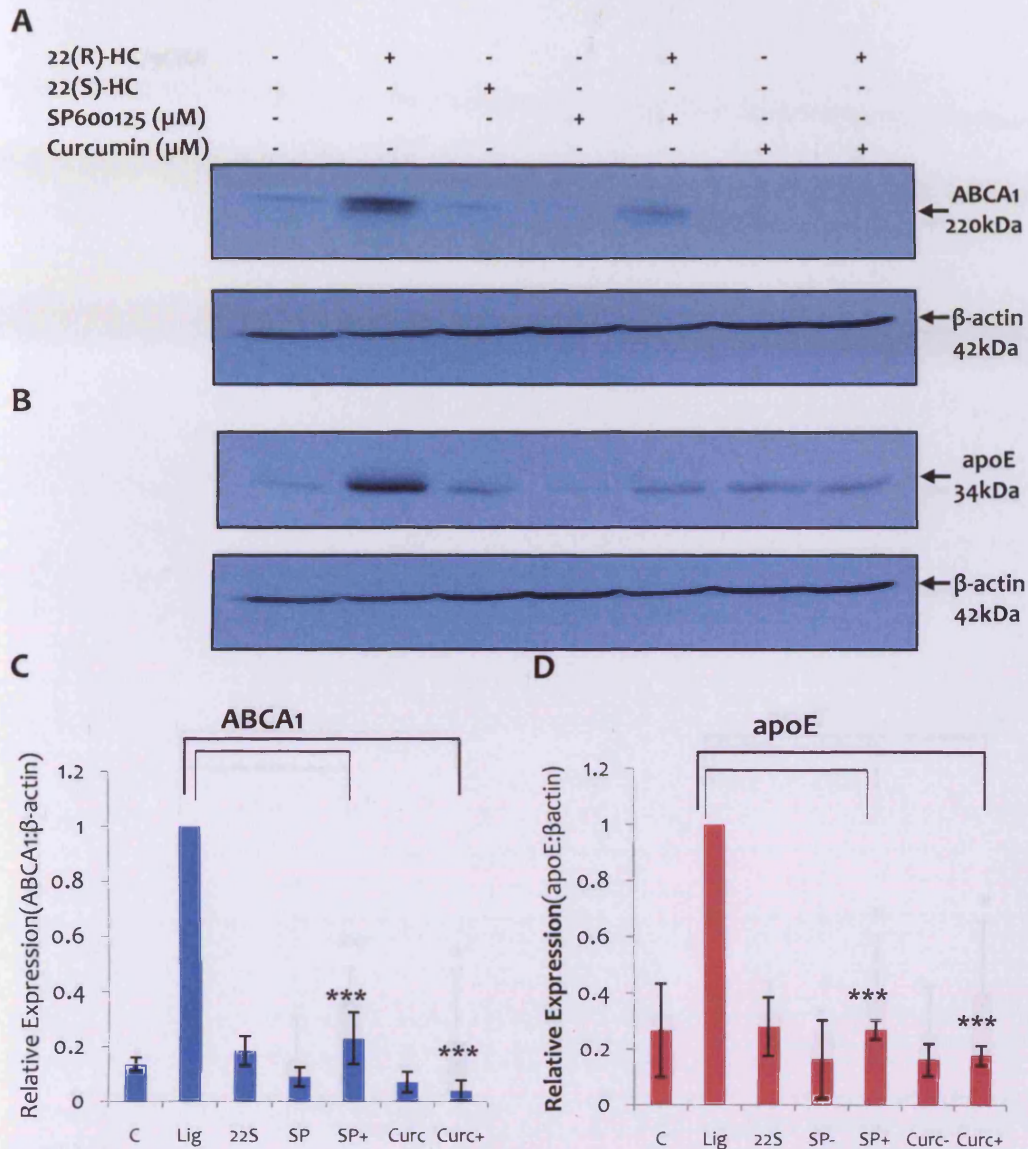 A
22(R)-HC - + - - + - +
22(S)-HC - - + - - -
SP600125 (μM) - - - + +
Curcumin (μM) - - - - - + +
ABCA1
220kDa
β-actin
42kDa
B
apoE
34kDa
β-actin
42kDa
C
ABCA1
Relative Expression(ABCA1:β-actin)
1.2
1
0.8
0.6
0.4
0.2
0
***
***
C Lig 22S SP SP+ Curc Curc+
D
apoE
Relative Expression(apoE:βactin)
1.2
1
0.8
0.6
0.4
0.2
0
***
***
C Lig 22S SP- SP+ Curc- Curc+